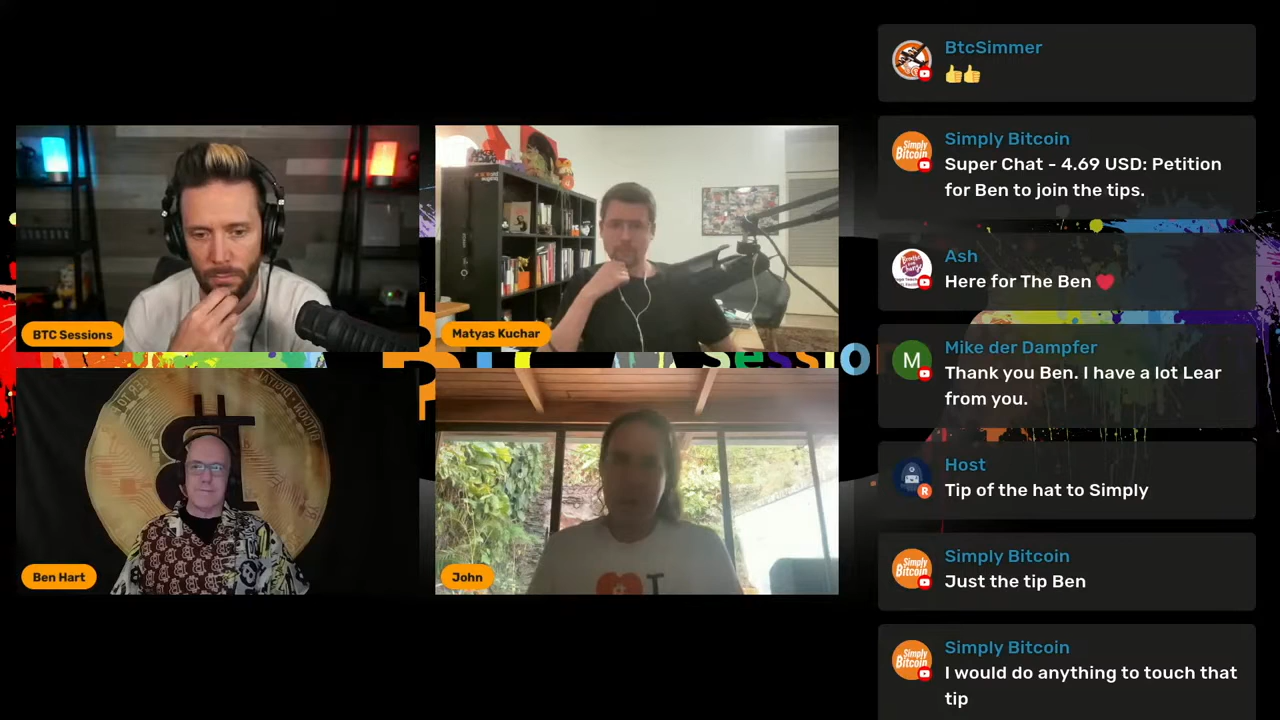 BTC Sessions
Matyas Kuchar
Ben Hart
John
BtcSimmer
👍👍
Simply Bitcoin
Super Chat - 4.69 USD: Petition
for Ben to join the tips.
Ash
Here for The Ben ❤️
M
Mike der Dampfer
Thank you Ben. I have a lot Lear
from you.
Host
R
Tip of the hat to Simply
Simply Bitcoin
Just the tip Ben
Simply Bitcoin
I would do anything to touch that
tip